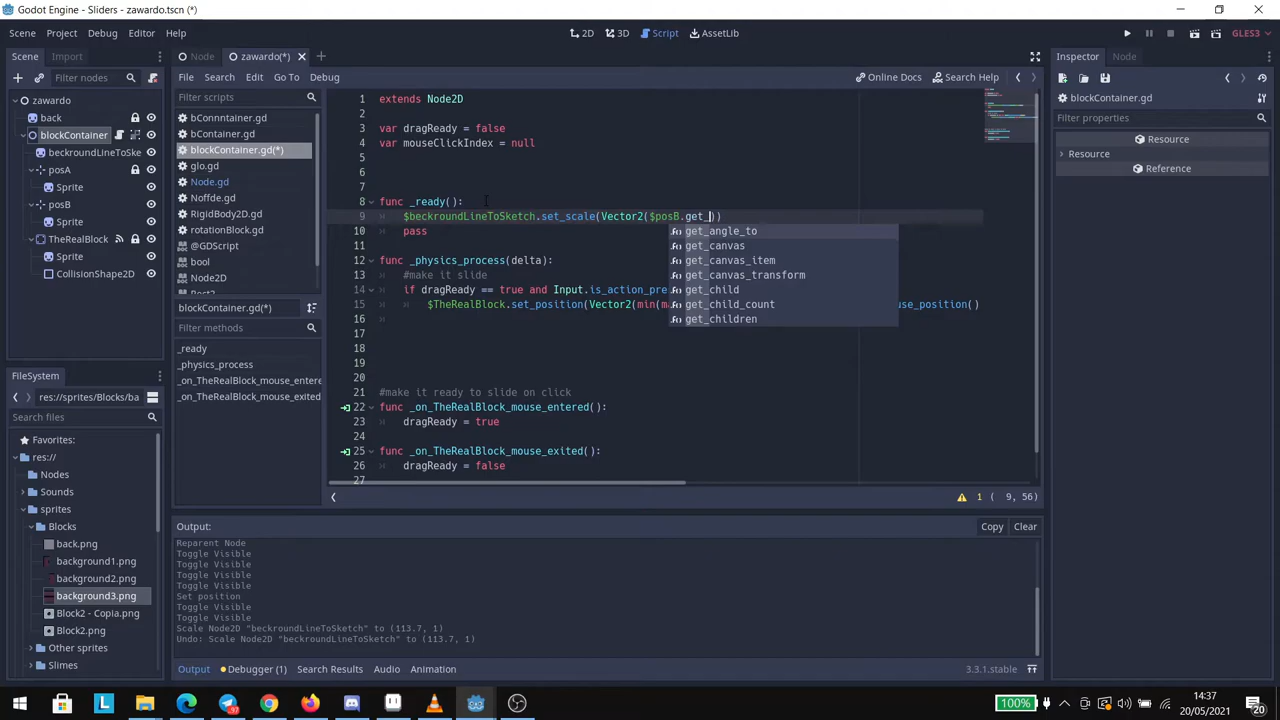 Godot Engine - Sliders - zawardo.tscn (*)
Scene Project Debug Editor Help
2D 3D Script AssetLib
GLES3
Scene Import
Filter nodes
zawardo
back
blockContainer
beckroundLineToSke
posA
Sprite
posB
Sprite
TheRealBlock
Sprite
CollisionShape2D
FileSystem
res://sprites/Blocks/ba
Search files
Favorites:
res://
Nodes
Sounds
sprites
Blocks
back.png
background1.png
background2.png
background3.png
Block2 - Copia.png
Block2.png
Other sprites
Slimes
Node zawardo(*)
File Search Edit Go To Debug
Online Docs Search Help
Filter scripts
bConnntainer.gd
bContainer.gd
blockContainer.gd(*)
glo.gd
Node.gd
Noffde.gd
RigidBody2D.gd
rotationBlock.gd
@GDScript
bool
Node2D
Rect2
blockContainer.gd(*)
Filter methods
_ready
_physics_process
_on_TheRealBlock_mouse_entere
_on_TheRealBlock_mouse_exited
1 extends Node2D
2
3 var dragReady = false
4 var mouseClickIndex = null
5
6
7
8 func _ready():
9 $beckroundLineToSketch.set_scale(Vector2($posB.get_))
10 pass
11
12 func _physics_process(delta):
13 #make it slide
14 if dragReady == true and Input.is_action_pre
15 $TheRealBlock.set_position(Vector2(min(ma use_position()
16
17
18
19
20
21 #make it ready to slide on click
22 func _on_TheRealBlock_mouse_entered():
23 dragReady = true
24
25 func _on_TheRealBlock_mouse_exited():
26 dragReady = false
27
get_angle_to
get_canvas
get_canvas_item
get_canvas_transform
get_child
get_child_count
get_children
1 ( 9, 56)
Output:
Copy Clear
Reparent Node
Toggle Visible
Toggle Visible
Toggle Visible
Toggle Visible
Set position
Toggle Visible
Toggle Visible
Scale Node2D "beckroundLineToSketch" to (113.7, 1)
Undo: Scale Node2D "beckroundLineToSketch" to (113.7, 1)
Output Debugger (1) Search Results Audio Animation
3.3.1.stable
Inspector Node
blockContainer.gd
Filter properties
Resource
Resource
Reference
100%
14:37
20/05/2021
20